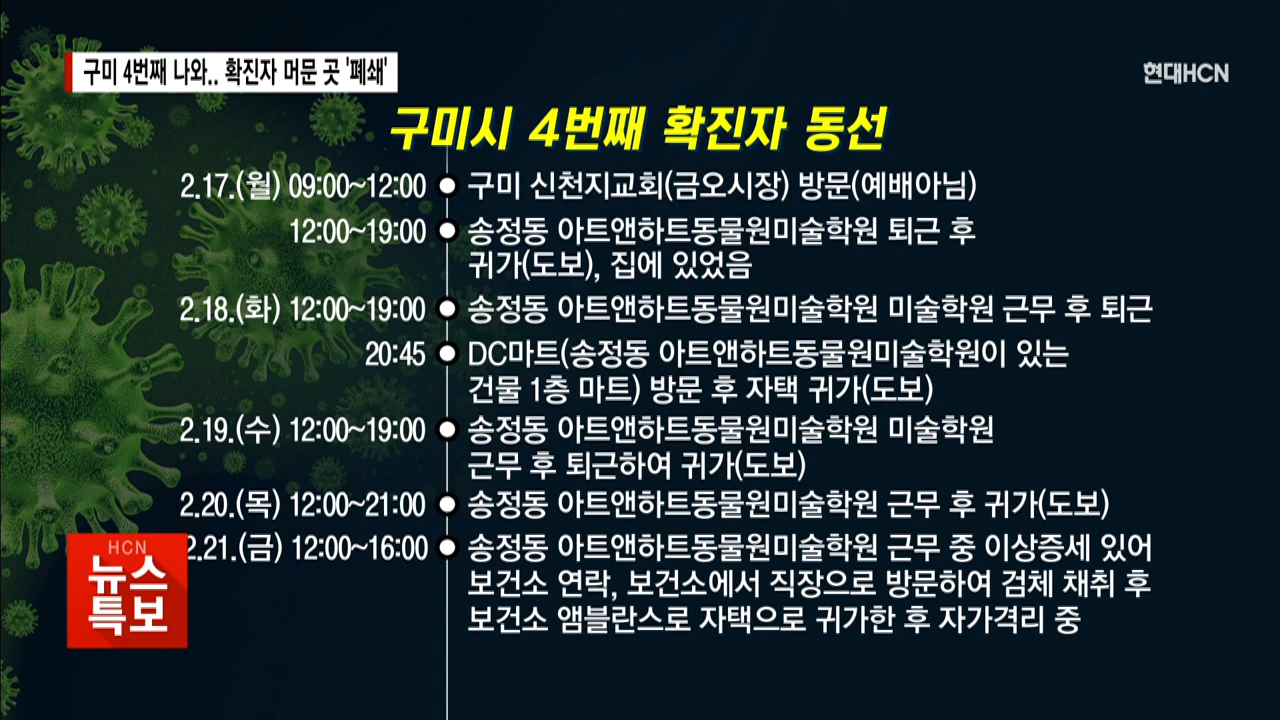 구미 4번째 나와.. 확진자 머문 곳 '폐쇄'
현대HCN
구미시 4번째 확진자 동선
2.17.(월) 09:00~12:00 구미 신천지교회(금오시장) 방문(예배아님)
12:00~19:00 송정동 아트앤하트동물원미술학원 퇴근 후
귀가(도보), 집에 있었음
2.18.(화) 12:00~19:00 송정동 아트앤하트동물원미술학원 미술학원 근무 후 퇴근
20:45 DC마트(송정동 아트앤하트동물원미술학원이 있는
건물 1층 마트) 방문 후 자택 귀가(도보)
2.19.(수) 12:00~19:00 송정동 아트앤하트동물원미술학원 미술학원
근무 후 퇴근하여 귀가(도보)
2.20.(목) 12:00~21:00 송정동 아트앤하트동물원미술학원 근무 후 귀가(도보)
2.21.(금) 12:00~16:00 송정동 아트앤하트동물원미술학원 근무 중 이상증세 있어
보건소 연락, 보건소에서 직장으로 방문하여 검체 채취 후
보건소 앰블란스로 자택으로 귀가한 후 자가격리 중
HCN
뉴스
특보